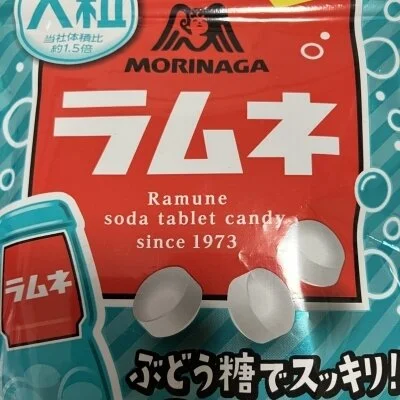 大粒
当社体積比
約1.5倍
MORINAGA
ラムネ
Ramune
soda tablet candy
since 1973
ラムネ
ぶどう糖でスッキリ!